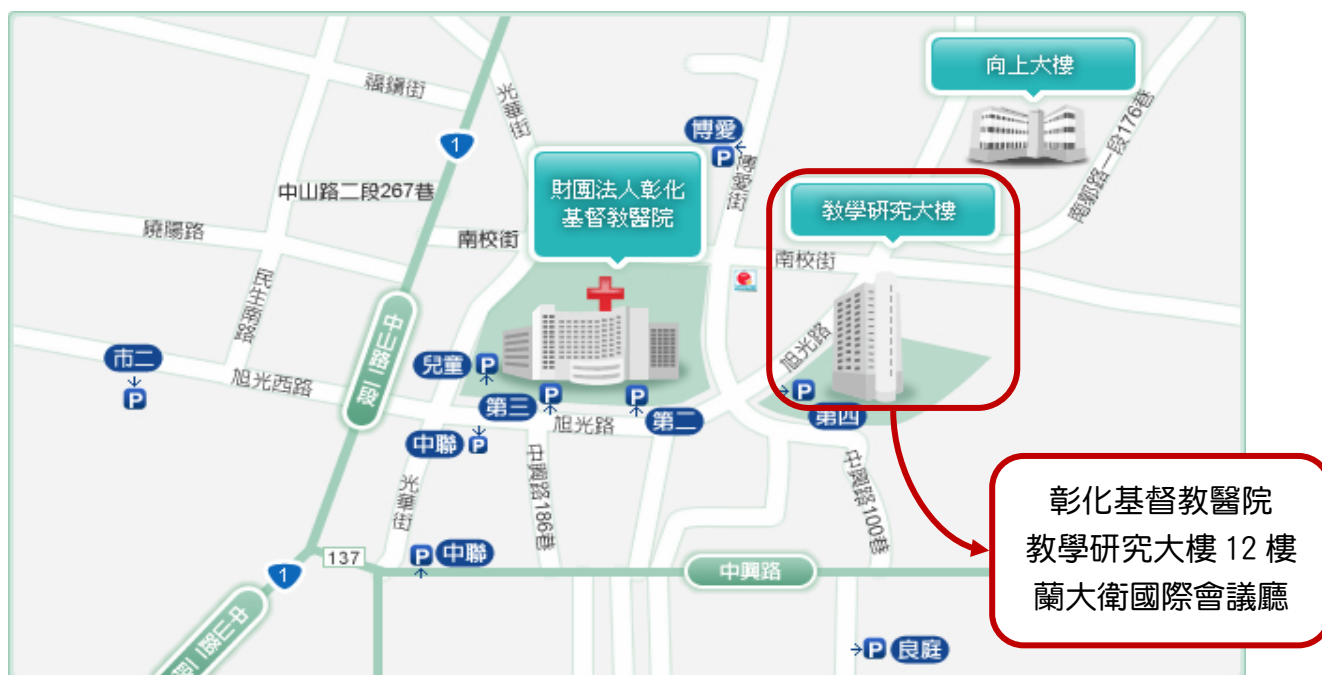 向上大樓
福鎮街
光華街
博愛
P
1
博愛街
南郭路一段176巷
財團法人彰化
基督教醫院
教學研究大樓
中山路二段267巷
曉陽路
南校街
南校街
民生南路
中山路二段
旭光路
市二
P
兒童 P
旭光西路
第三 P
P 第二
P
第四
旭光路
中聯 P
光華街
中興路186巷
中興路100巷
彰化基督教醫院
教學研究大樓 12 樓
蘭大衛國際會議廳
137
P 中聯
中興路
1
P 良庭